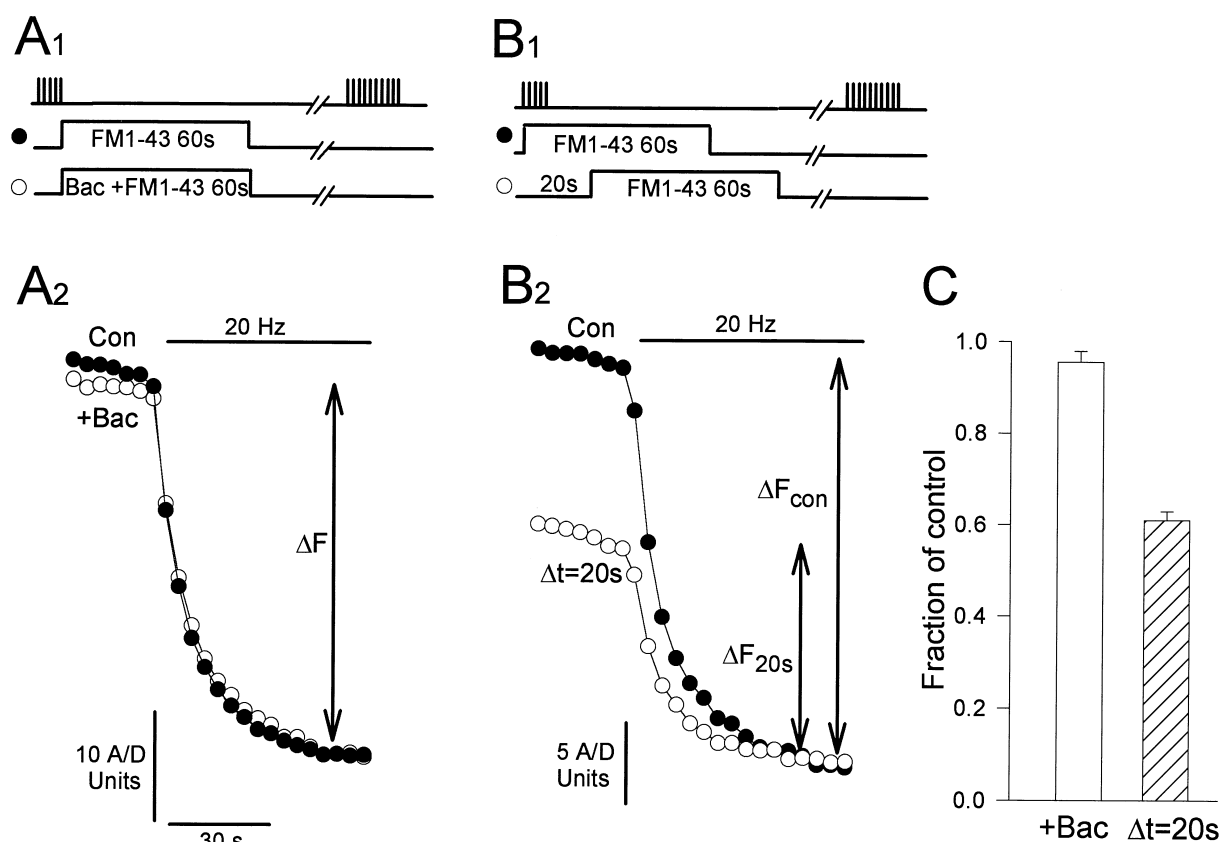 A1
FM1-43 60s
Bac +FM1-43 60s
B1
FM1-43 60s
20s
FM1-43 60s
A2
Con
20 Hz
+Bac
ΔF
10 A/D
Units
30 s
B2
Con
20 Hz
Δt=20s
ΔFcon
ΔF20s
5 A/D
Units
C
Fraction of control
1.0
0.8
0.6
0.4
0.2
0.0
+Bac
Δt=20s